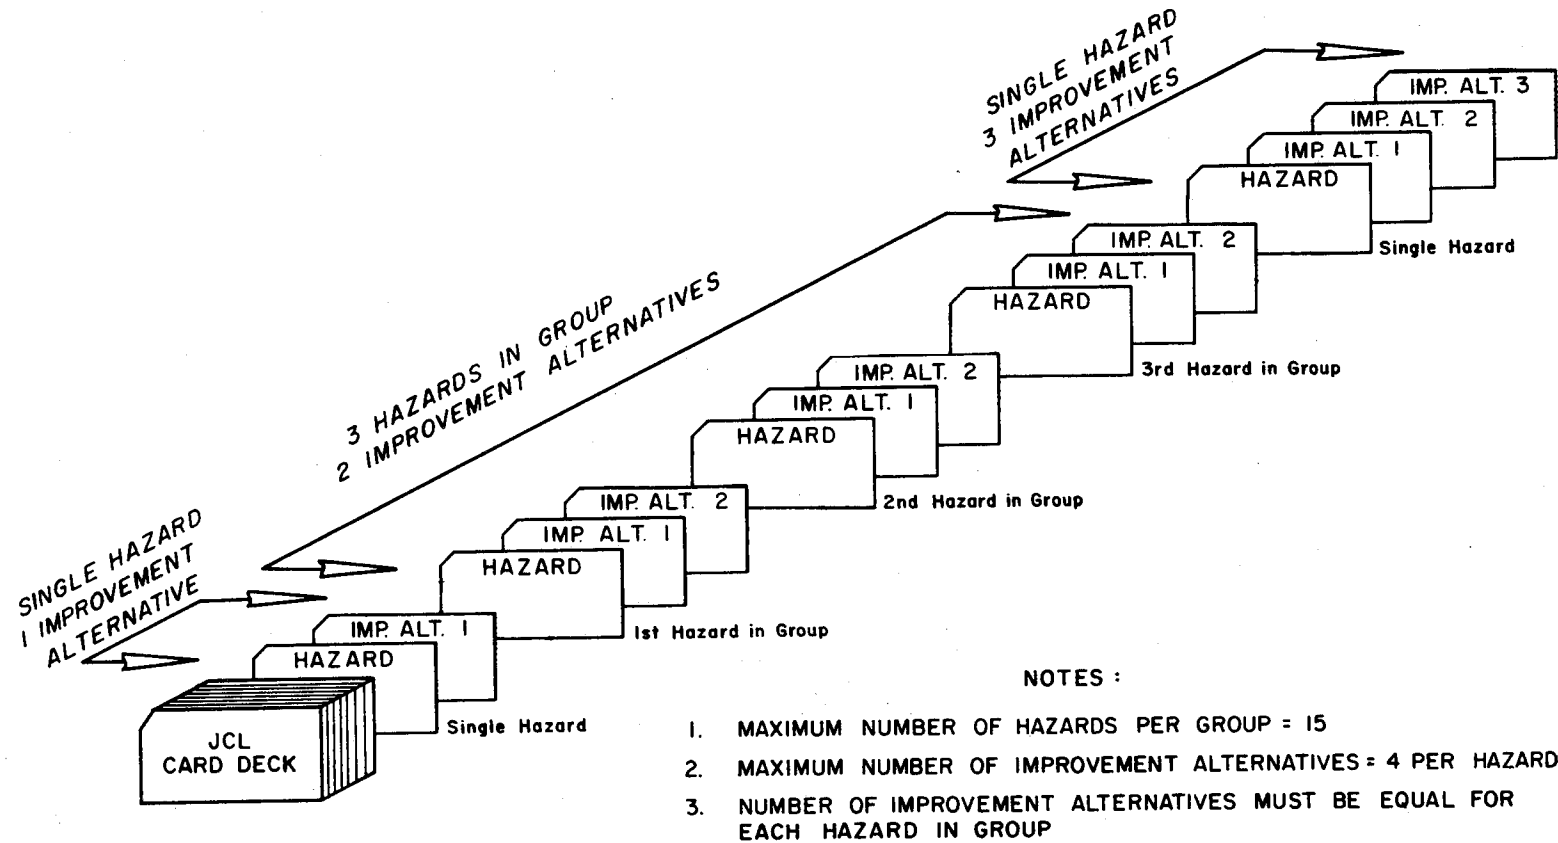 SINGLE HAZARD
3 IMPROVEMENT
ALTERNATIVES
IMP. ALT. 3
IMP. ALT. 2
IMP. ALT. 1
HAZARD
Single Hazard
3 HAZARDS IN GROUP
2 IMPROVEMENT ALTERNATIVES
IMP. ALT. 2
IMP. ALT. 1
HAZARD
3rd Hazard in Group
IMP. ALT. 2
IMP. ALT. 1
HAZARD
2nd Hazard in Group
IMP. ALT. 2
IMP. ALT. 1
HAZARD
1st Hazard in Group
SINGLE HAZARD
1 IMPROVEMENT
ALTERNATIVE
IMP. ALT. 1
HAZARD
Single Hazard
JCL
CARD DECK
NOTES :
1. MAXIMUM NUMBER OF HAZARDS PER GROUP = 15
2. MAXIMUM NUMBER OF IMPROVEMENT ALTERNATIVES = 4 PER HAZARD
3. NUMBER OF IMPROVEMENT ALTERNATIVES MUST BE EQUAL FOR
EACH HAZARD IN GROUP